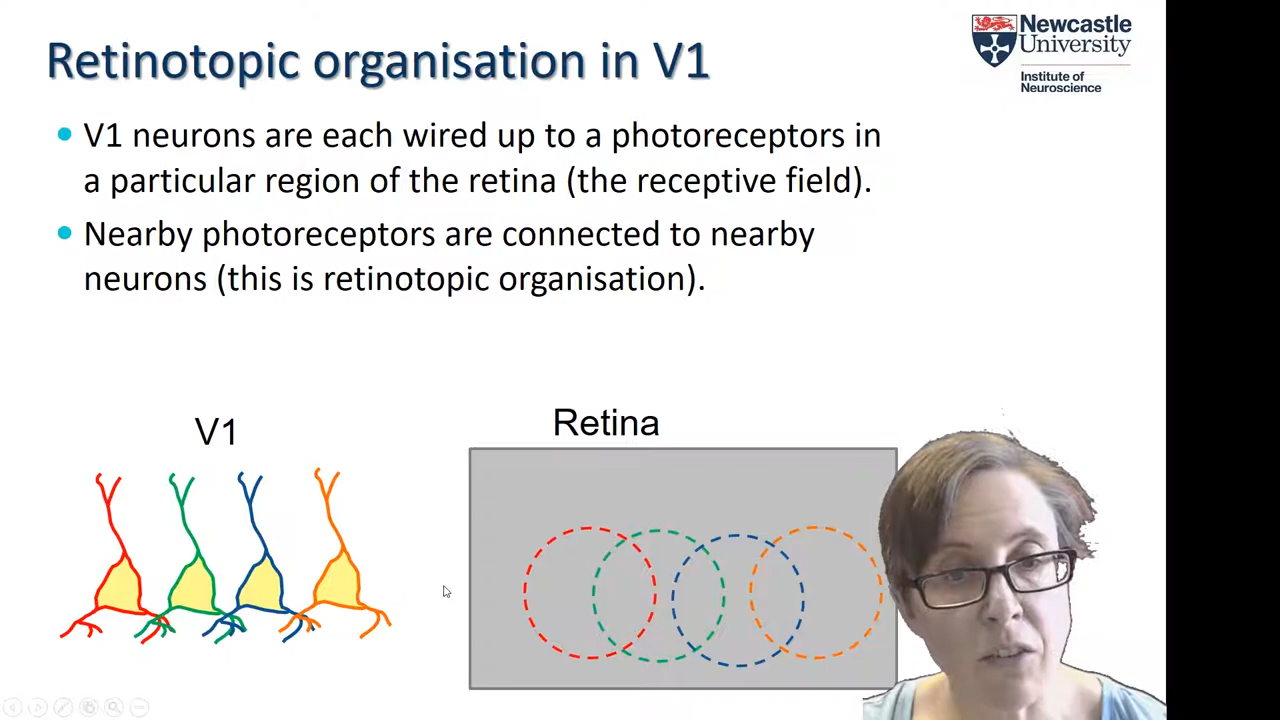 Retinotopic organisation in V1
Newcastle
University
Institute of
Neuroscience
V1 neurons are each wired up to a photoreceptors in
a particular region of the retina (the receptive field).
Nearby photoreceptors are connected to nearby
neurons (this is retinotopic organisation).
V1
Retina